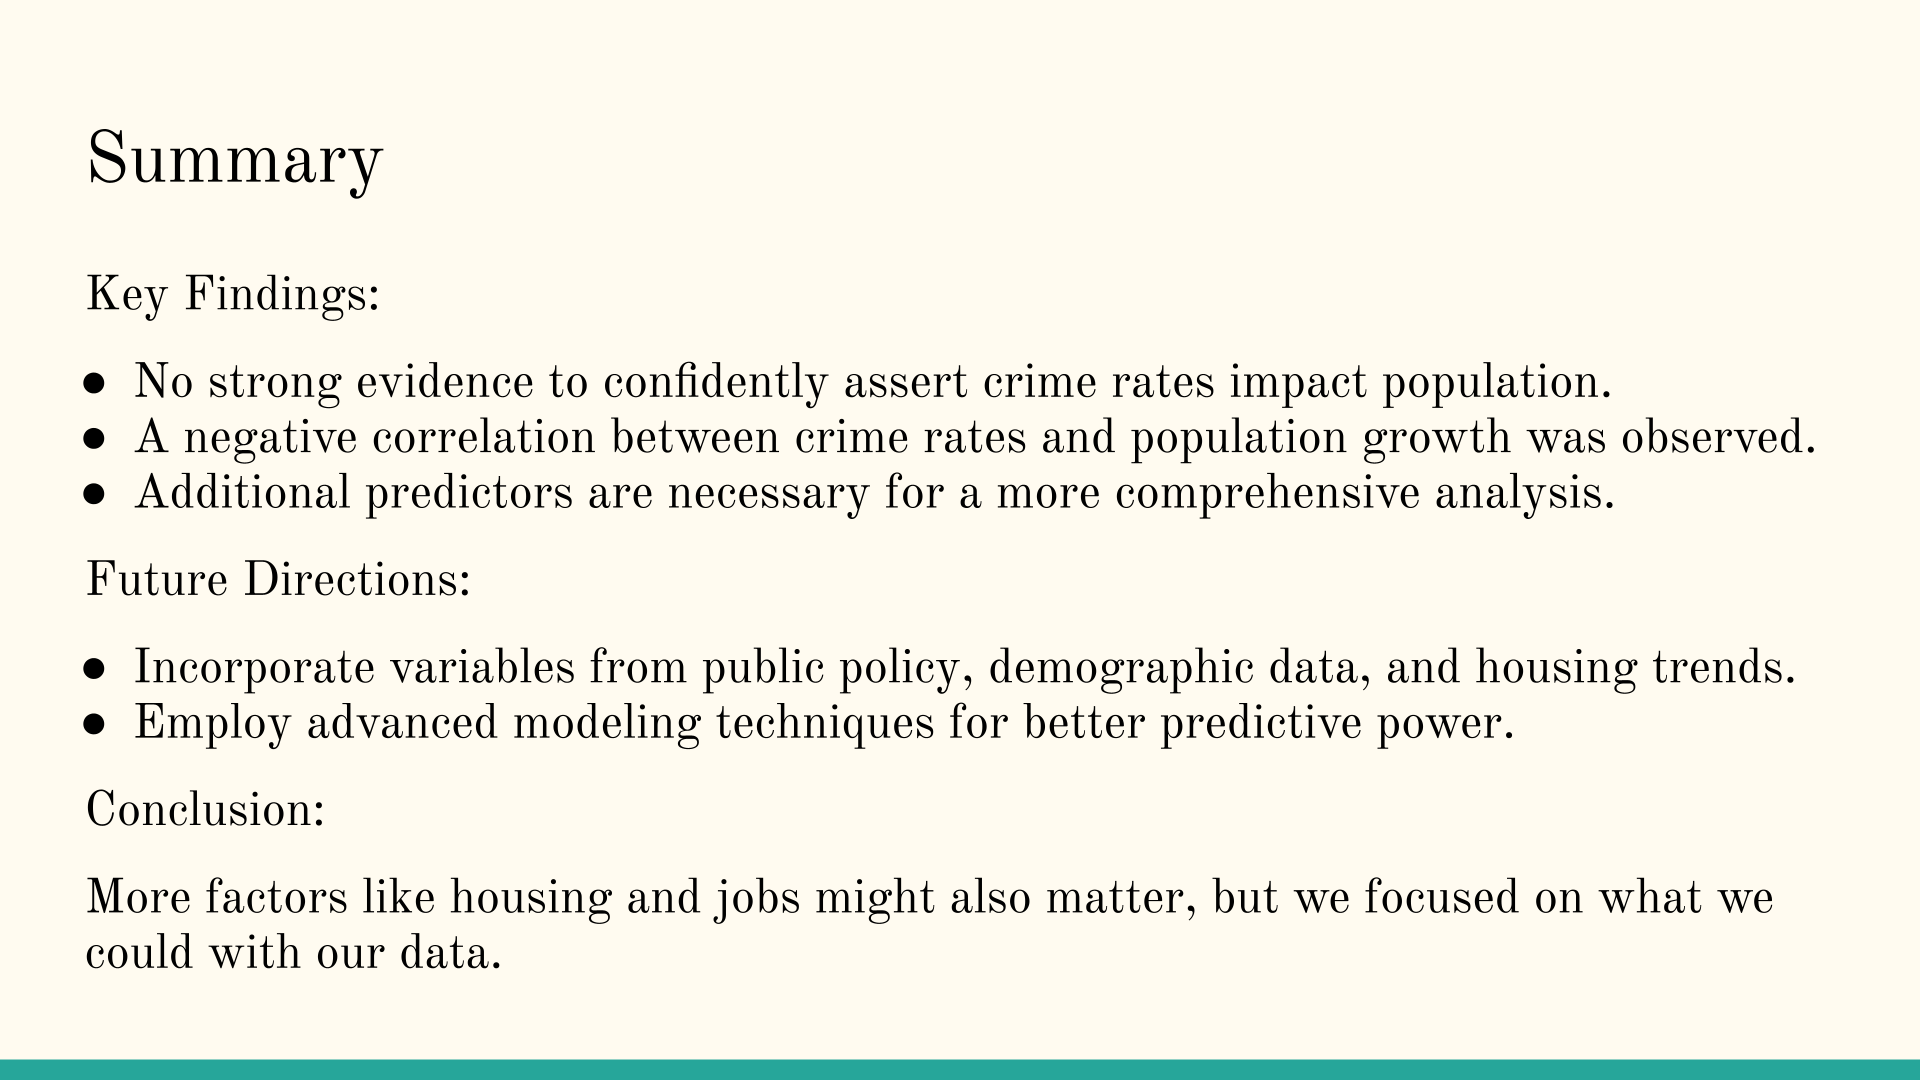 Summary
Key Findings:
● No strong evidence to confidently assert crime rates impact population.
● A negative correlation between crime rates and population growth was observed.
● Additional predictors are necessary for a more comprehensive analysis.
Future Directions:
● Incorporate variables from public policy, demographic data, and housing trends.
● Employ advanced modeling techniques for better predictive power.
Conclusion:
More factors like housing and jobs might also matter, but we focused on what we
could with our data.